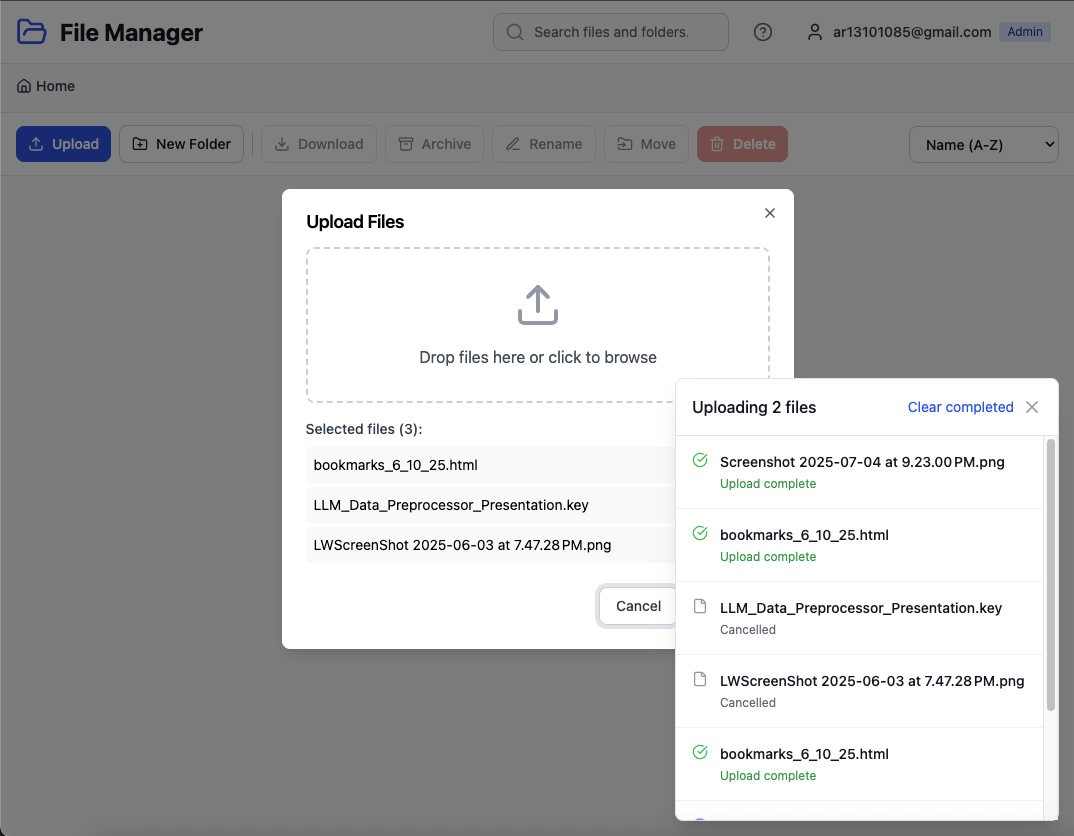 File Manager
Search files and folders.
ar13101085@gmail.com
Admin
Home
Upload
New Folder
Download
Archive
Rename
Move
Delete
Name (A-Z)
Upload Files
Drop files here or click to browse
Selected files (3):
bookmarks_6_10_25.html
LLM_Data_Preprocessor_Presentation.key
LWScreenShot 2025-06-03 at 7.47.28 PM.png
Cancel
Uploading 2 files
Clear completed
Screenshot 2025-07-04 at 9.23.00 PM.png
Upload complete
bookmarks_6_10_25.html
Upload complete
LLM_Data_Preprocessor_Presentation.key
Cancelled
LWScreenShot 2025-06-03 at 7.47.28 PM.png
Cancelled
bookmarks_6_10_25.html
Upload complete